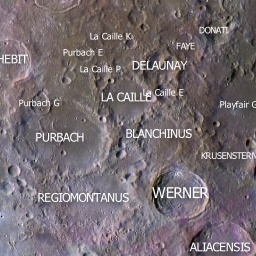 DONATI
La Caille K
FAYE
Purbach E
HEBIT
DELAUNAY
La Caille P
La Caille E
LA CAILLE
Purbach G
Playfair G
PURBACH
BLANCHINUS
KRUSENSTERN
WERNER
REGIOMONTANUS
ALIACENSIS